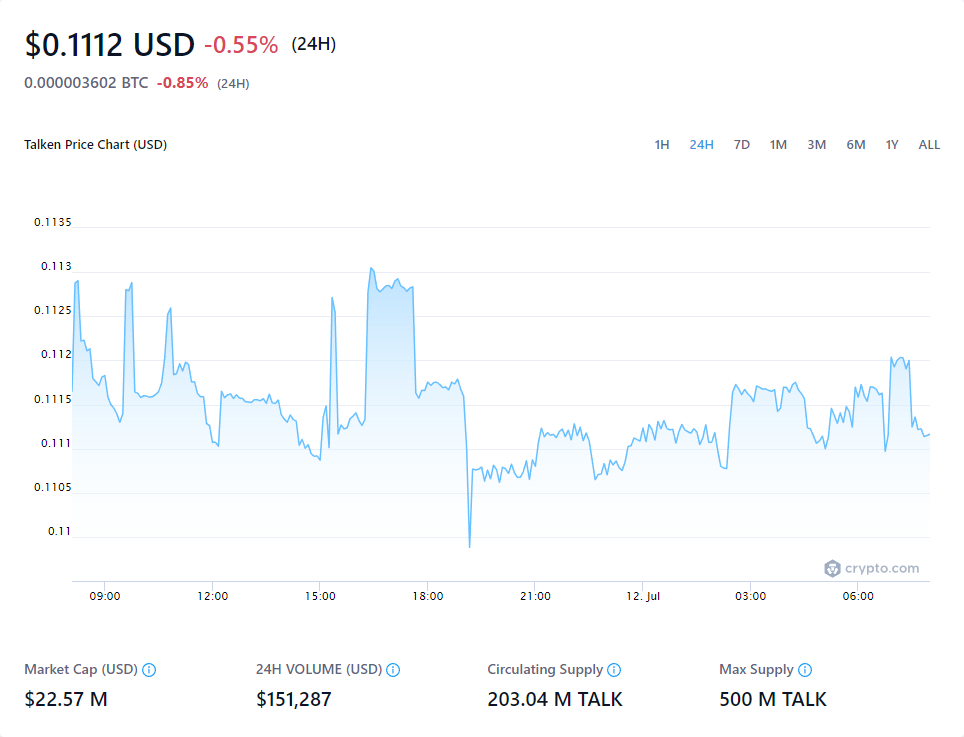 $0.1112 USD -0.55% (24H)
0.000003602 BTC -0.85% (24H)
Talken Price Chart (USD) 1H 24H 7D 1M 3M 6M 1Y ALL
0.1135
0.113
0.1125
0.112
0.1115
0.111
0.1105
0.11
crypto.com
09:00 12:00 15:00 18:00 21:00 12. Jul 03:00 06:00
Market Cap (USD) 24H VOLUME (USD) Circulating Supply Max Supply
$22.57 M $151,287 203.04 M TALK 500 M TALK